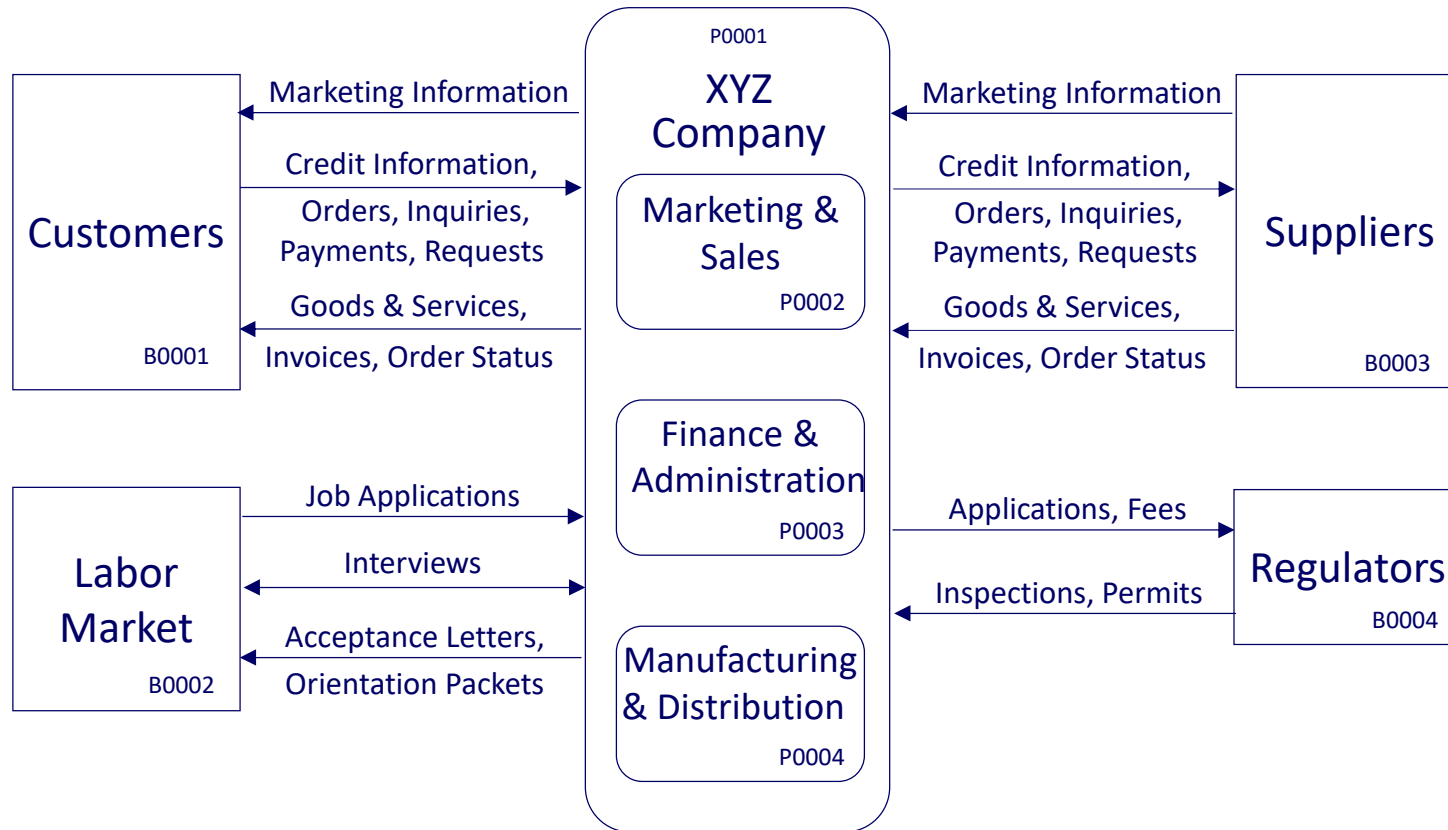 P0001
XYZ
Company
Marketing Information
Credit Information,
Orders, Inquiries,
Payments, Requests
Goods & Services,
Invoices, Order Status
Customers
B0001
Marketing &
Sales
P0002
Marketing Information
Credit Information,
Orders, Inquiries,
Payments, Requests
Goods & Services,
Invoices, Order Status
Suppliers
B0003
Labor
Market
B0002
Job Applications
Interviews
Acceptance Letters,
Orientation Packets
Finance &
Administration
P0003
Manufacturing
& Distribution
P0004
Applications, Fees
Inspections, Permits
Regulators
B0004